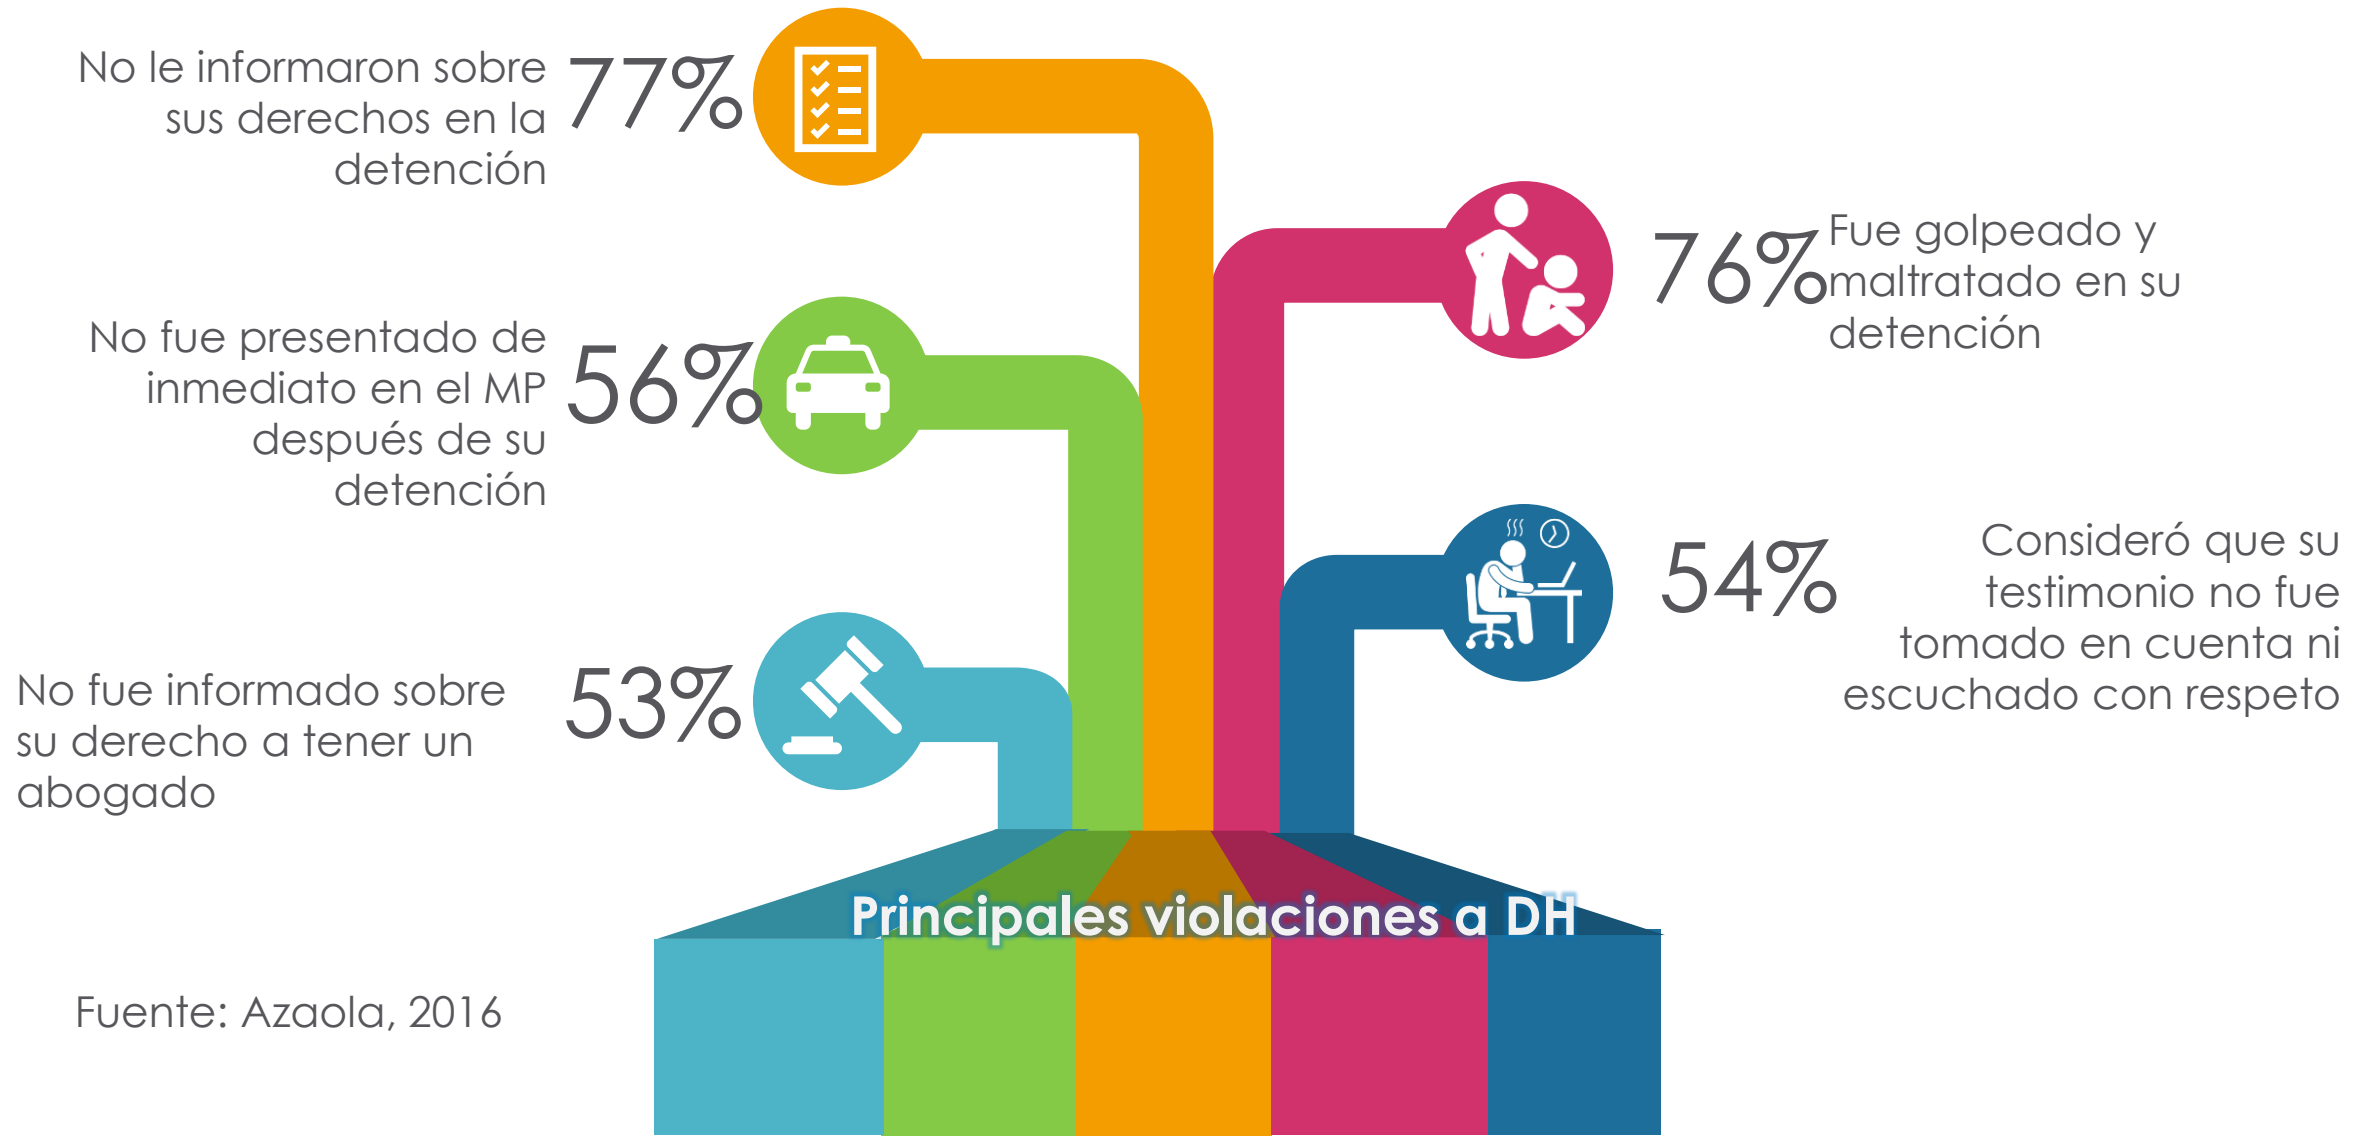 No le informaron sobre
sus derechos en la
detención
77%
Fue golpeado y
maltratado en su
detención
76%
No fue presentado de
inmediato en el MP
después de su
detención
56%
Consideró que su
testimonio no fue
tomado en cuenta ni
escuchado con respeto
54%
No fue informado sobre
su derecho a tener un
abogado
53%
Principales violaciones a DH
Fuente: Azaola, 2016